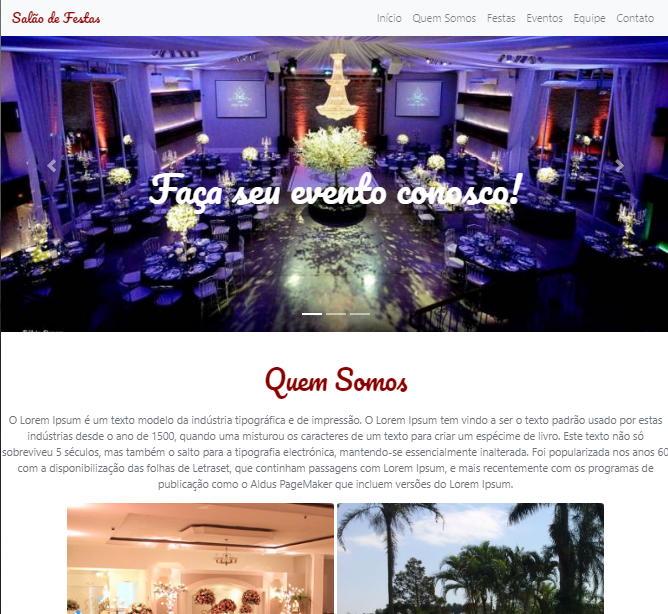 Salão de Festas
Início Quem Somos Festas Eventos Equipe Contato
Faça seu evento conosco!
Quem Somos
O Lorem Ipsum é um texto modelo da indústria tipográfica e de impressão. O Lorem Ipsum tem vindo a ser o texto padrão usado por estas
indústrias desde o ano de 1500, quando uma misturou os caracteres de um texto para criar um espécime de livro. Este texto não só
sobreviveu 5 séculos, mas também o salto para a tipografia electrónica, mantendo-se essencialmente inalterada. Foi popularizada nos anos 60
com a disponibilização das folhas de Letraset, que continham passagens com Lorem Ipsum, e mais recentemente com os programas de
publicação como o Aldus PageMaker que incluem versões do Lorem Ipsum.